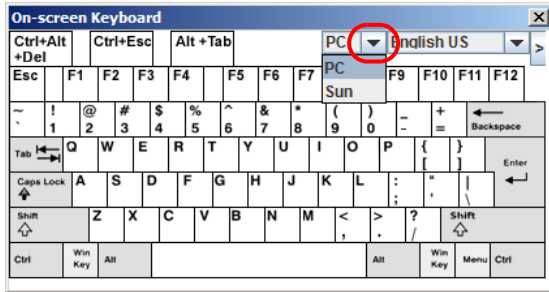 On-screen Keyboard X
Ctrl+Alt +Del Ctrl+Esc Alt +Tab PC English US >
PC
Sun
Esc F1 F2 F3 F4 F5 F6 F7 F9 F10 F11 F12
~ ` ! 1 @ 2 # 3 $ 4 % 5 ^ 6 & 7 * 8 ( 9 ) 0 _ - + = Backspace
Tab Q W E R T Y U I O P { [ } ] Enter
Caps Lock A S D F G H J K L : ; " ' | \
Shift Z X C V B N M < , > . ? / Shift
Ctrl Win Key Alt Alt Win Key Menu Ctrl